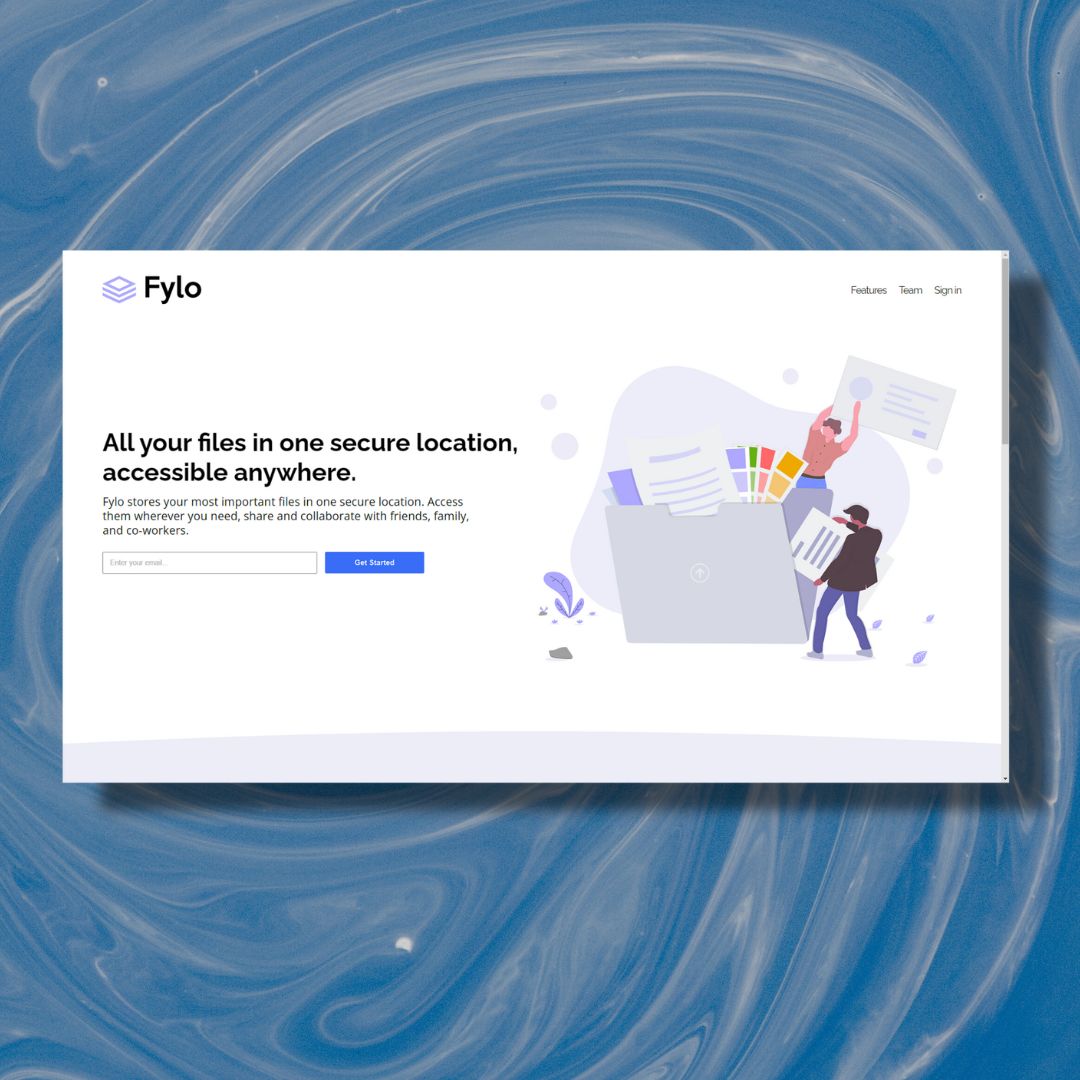 Fylo
Features Team Sign in
All your files in one secure location,
accessible anywhere.
Fylo stores your most important files in one secure location. Access
them wherever you need, share and collaborate with friends, family,
and co-workers.
Enter your email...
Get Started